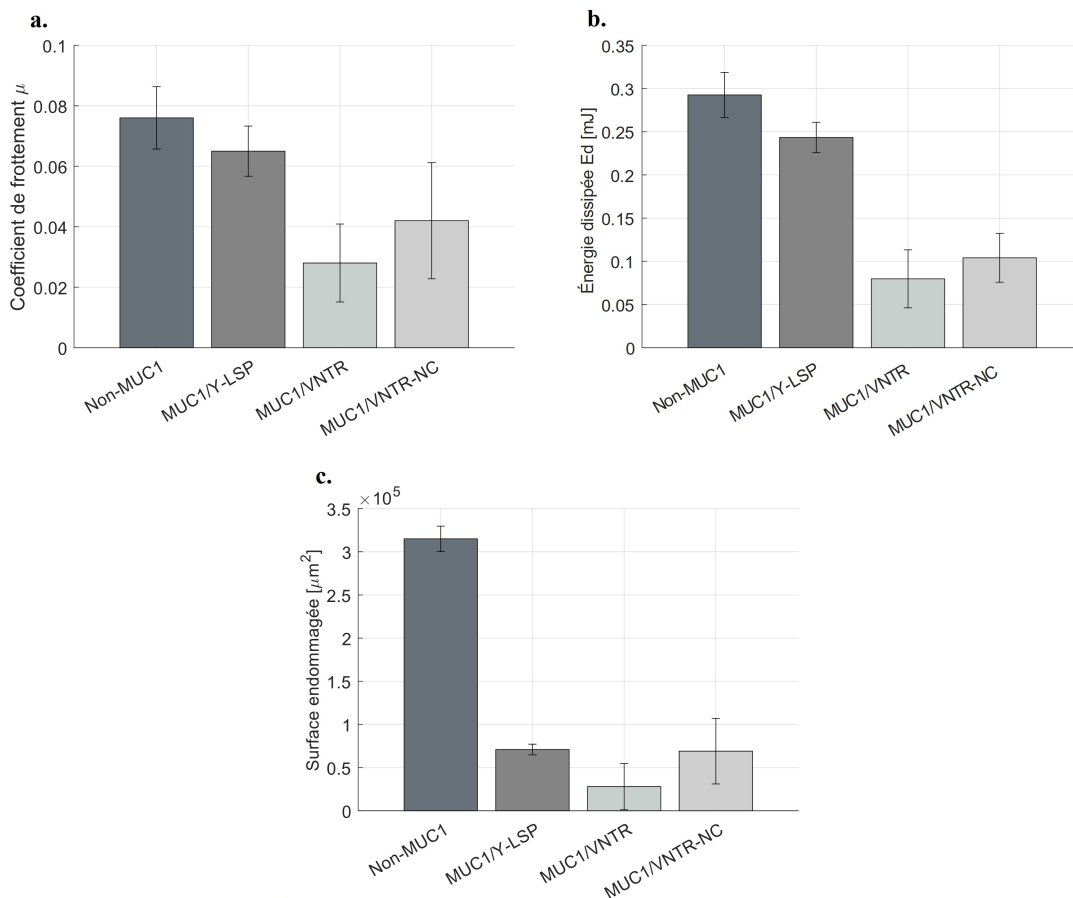 a.
Coefficient de frottement μ
0.1
0.08
0.06
0.04
0.02
0
Non-MUC1
MUC1/Y-LSP
MUC1/VNTR
MUC1/VNTR-NC
b.
Énergie dissipée Ed [mJ]
0.35
0.3
0.25
0.2
0.15
0.1
0.05
0
Non-MUC1
MUC1/Y-LSP
MUC1/VNTR
MUC1/VNTR-NC
c.
×10⁵
Surface endommagée [μm²]
3.5
3
2.5
2
1.5
1
0.5
0
Non-MUC1
MUC1/Y-LSP
MUC1/VNTR
MUC1/VNTR-NC